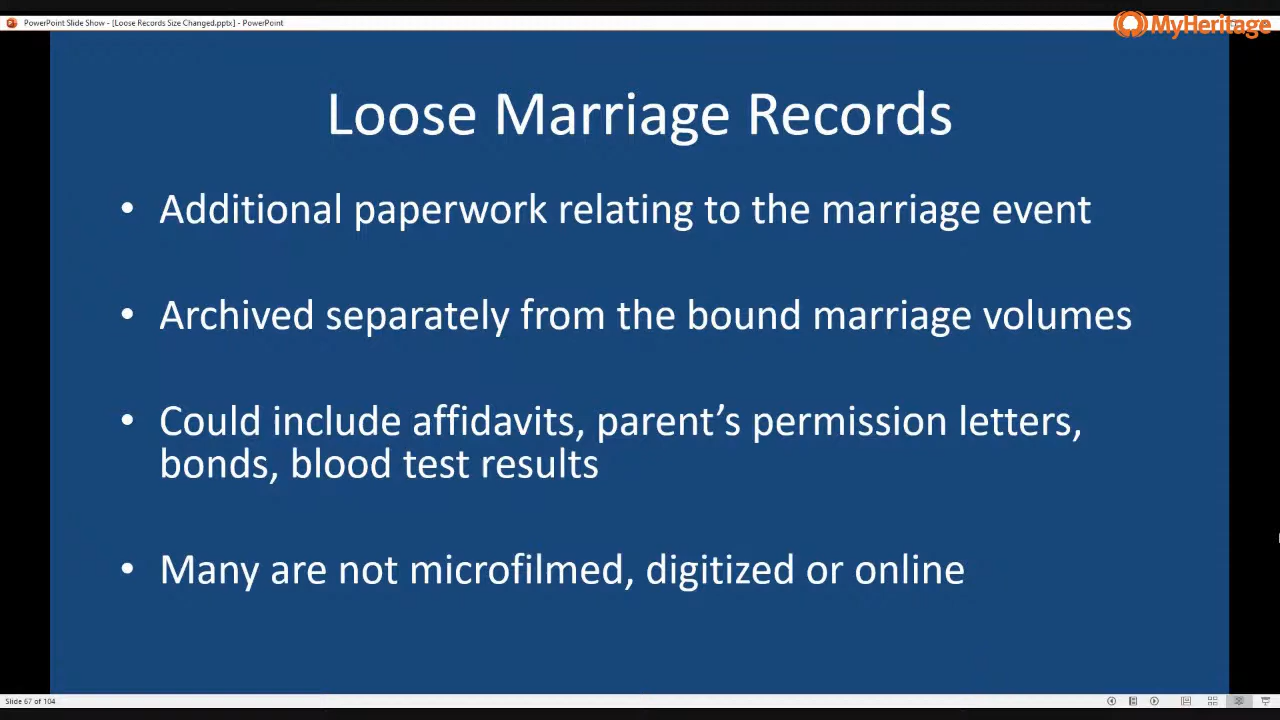 PowerPoint Slide Show - [Loose Records Size Changed.pptx] - PowerPoint
MyHeritage
Loose Marriage Records
• Additional paperwork relating to the marriage event
• Archived separately from the bound marriage volumes
• Could include affidavits, parent’s permission letters,
bonds, blood test results
• Many are not microfilmed, digitized or online
Slide 67 of 104